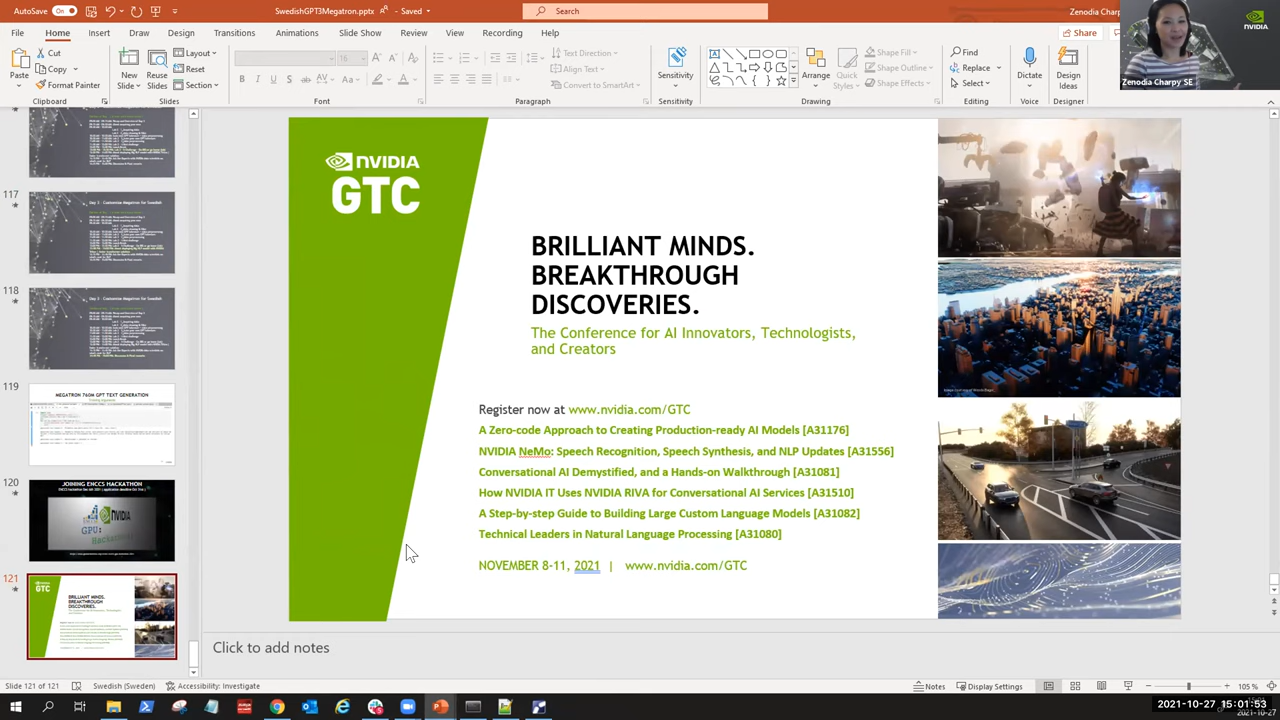 AutoSave On SwedishGPT3Megatron.pptx Saved Search Zenodia Charp
File Home Insert Draw Design Transitions Animations Slide Show Review View Recording Help Share
Paste Cut Copy Format Painter
Clipboard
New Slide Reuse Slides Layout Reset Section
Slides
Font
Text Direction Align Text Convert to SmartArt
Paragraph
Sensitivity
Sensitivity
Arrange Quick Styles Shape Fill Shape Outline Shape Effects
Drawing
Find Replace Select
Editing
Dictate
Voice
Design Ideas
Designer
NVIDIA
Zenodia Charpy SE
117
118
119
MEGATRON 760M GPT TEXT GENERATION
120
JOINING ENCCS HACKATHON
NVIDIA
121
NVIDIA
GTC
BRILLIANT MINDS.
BREAKTHROUGH
DISCOVERIES.
The Conference for AI Innovators, Technologists,
and Creators
Register now at www.nvidia.com/GTC
A Zero-code Approach to Creating Production-ready AI Models [A31176]
NVIDIA NeMo: Speech Recognition, Speech Synthesis, and NLP Updates [A31556]
Conversational AI Demystified, and a Hands-on Walkthrough [A31081]
How NVIDIA IT Uses NVIDIA RIVA for Conversational AI Services [A31510]
A Step-by-step Guide to Building Large Custom Language Models [A31082]
Technical Leaders in Natural Language Processing [A31080]
NOVEMBER 8-11, 2021 | www.nvidia.com/GTC
Click to add notes
Slide 121 of 121 Swedish (Sweden) Accessibility: Investigate Notes Display Settings 105 %
2021-10-27 15:01:53
2021-10-27